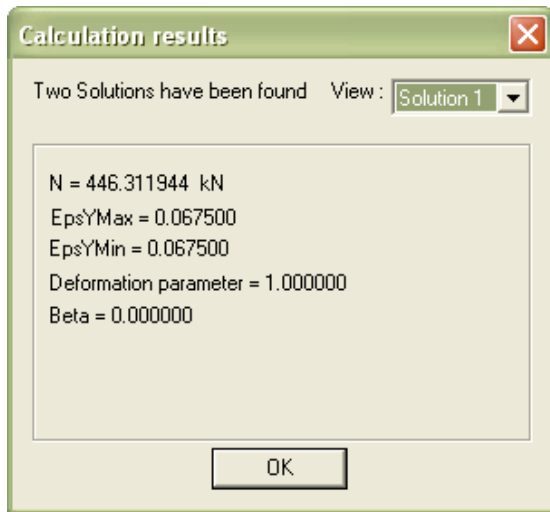 Calculation results
Two Solutions have been found View : Solution 1
N = 446.311944 kN
EpsYMax = 0.067500
EpsYMin = 0.067500
Deformation parameter = 1.000000
Beta = 0.000000
OK